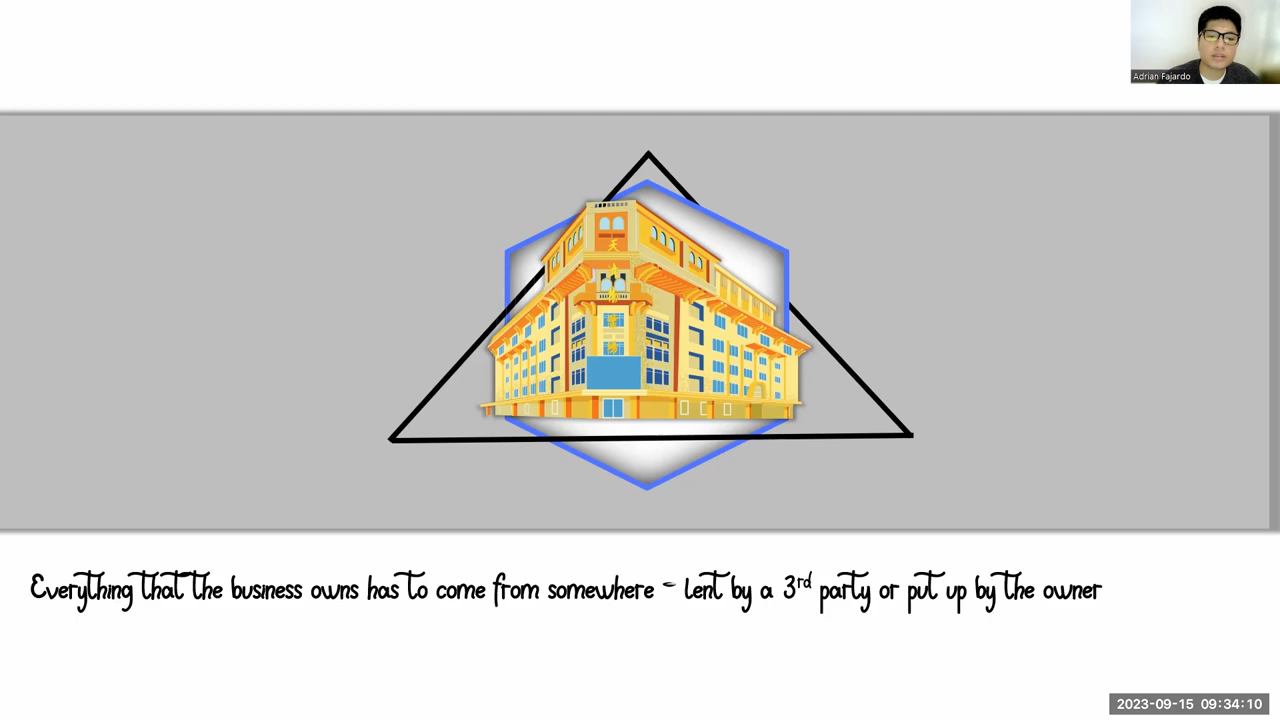 Adrian Fajardo
天
Everything that the business owns has to come from somewhere - lent by a 3rd party or put up by the owner
2023-09-15 09:34:10